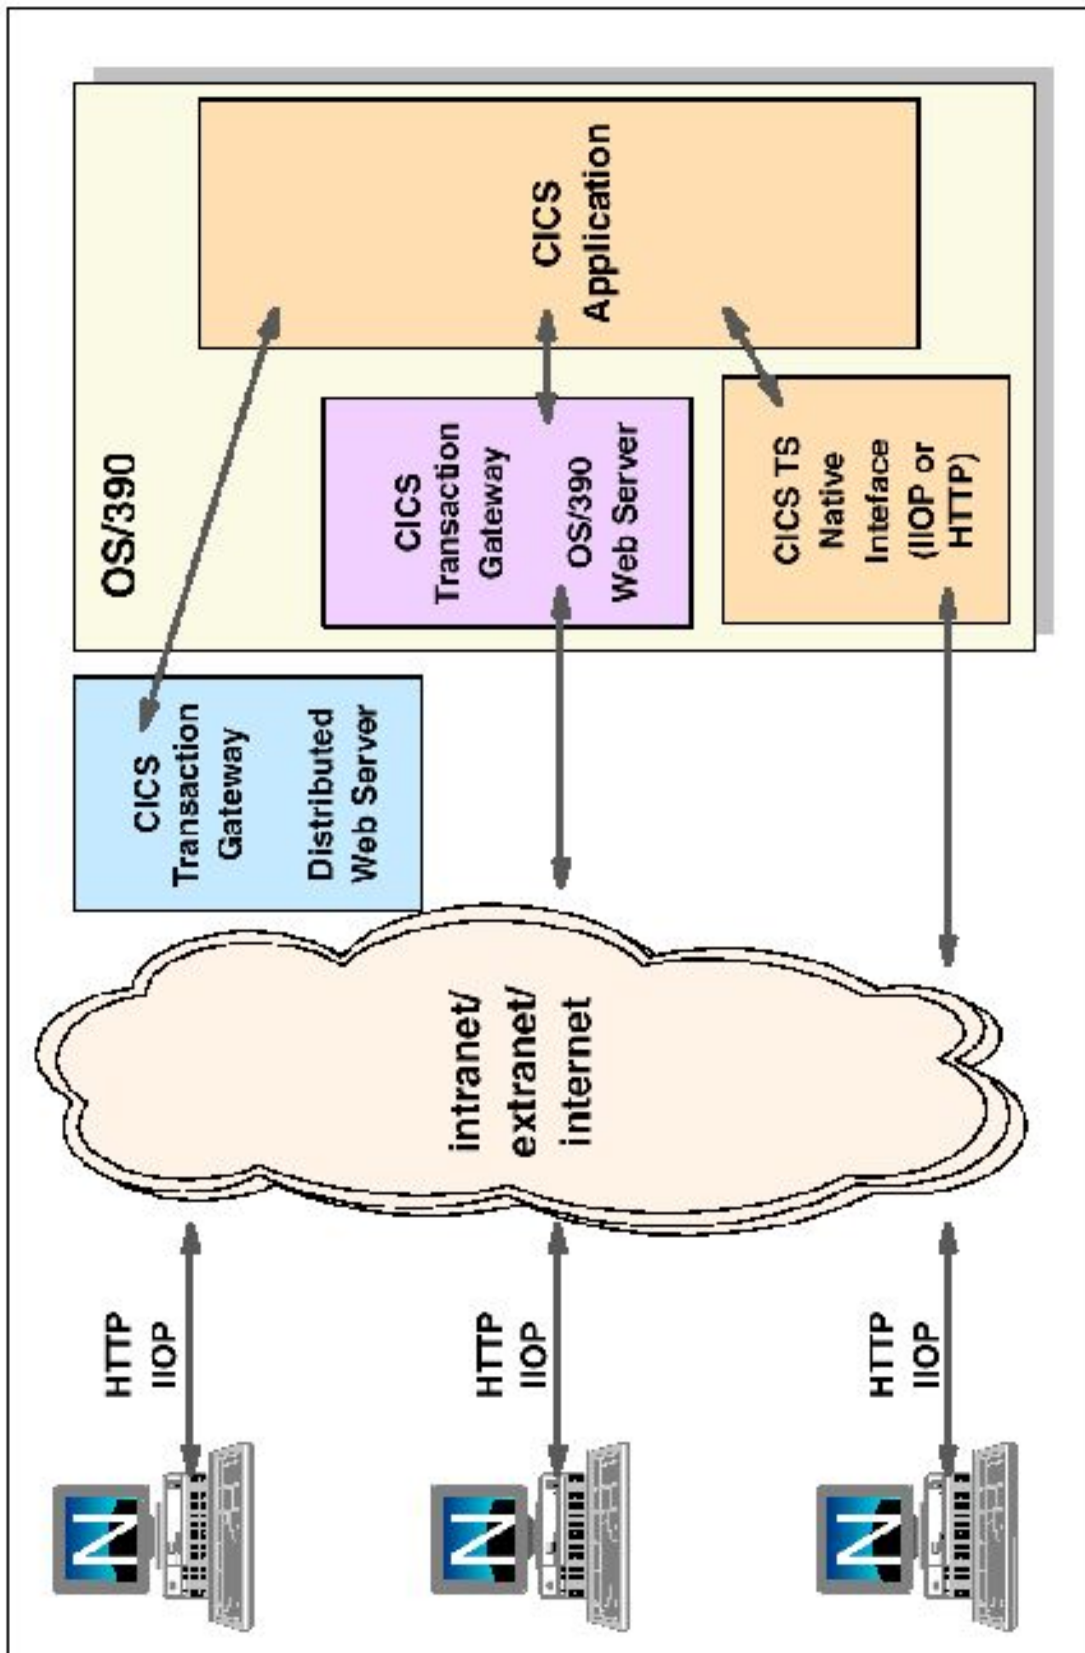 HTTP
IIOP
HTTP
IIOP
HTTP
IIOP
N
N
N
intranet/
extranet/
internet
CICS
Transaction
Gateway
Distributed
Web Server
OS/390
CICS
Transaction
Gateway
OS/390
Web Server
CICS TS
Native
Inteface
(IIOP or
HTTP)
CICS
Application